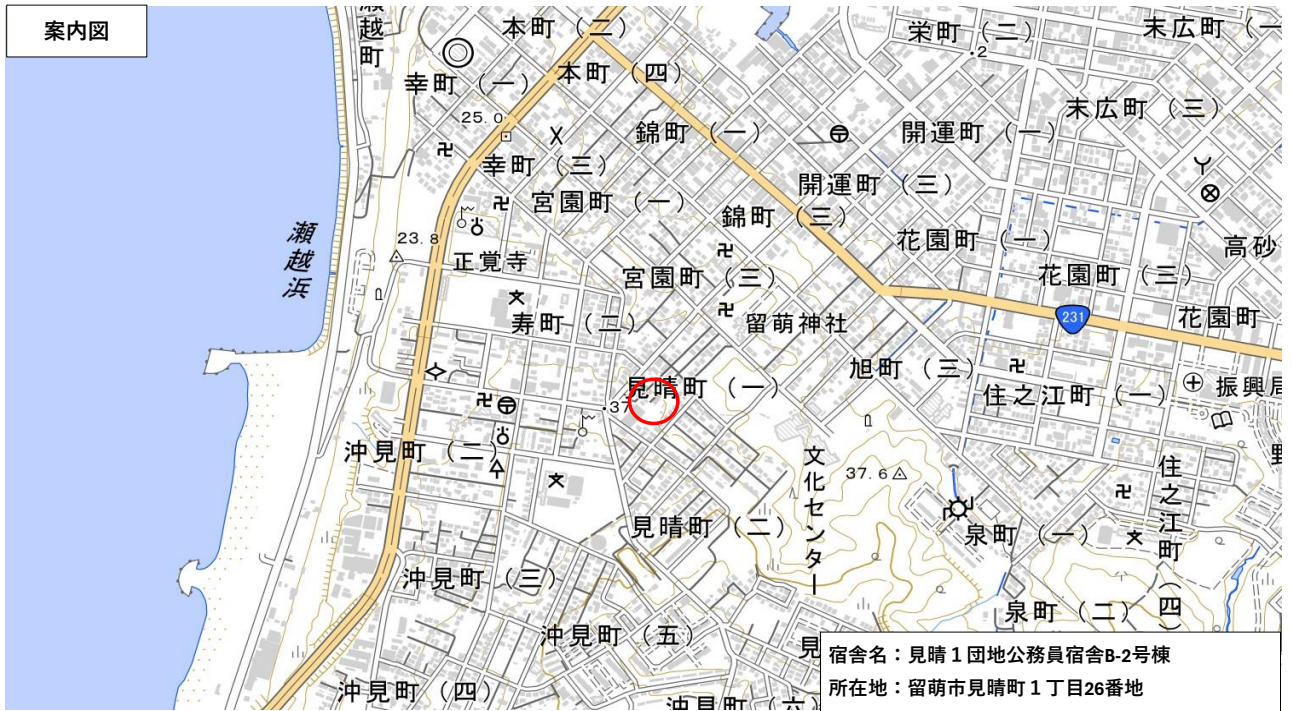 案内図
瀬越町
本町（二）
栄町（二）
末広町（一
・2
幸町（一）
本町（四）
末広町（三）
25.0
錦町（一）
開運町（一）
幸町（三）
開運町（三）
宮園町（一）
錦町（三）
花園町（一）
高砂
23.8
正覚寺
宮園町（三）
花園町（三）
瀬越浜
寿町（二）
留萌神社
231
花園町
見晴町（一）
旭町（三）
住之江町（一）
振興局
・37
沖見町（二）
文化センター
37.6
住之江町（四）
野
見晴町（二）
泉町（一）
沖見町（三）
泉町（二）
沖見町（五）
見
沖見町（四）
沖見町（六）
宿舎名：見晴１団地公務員宿舎B-2号棟
所在地：留萌市見晴町１丁目26番地